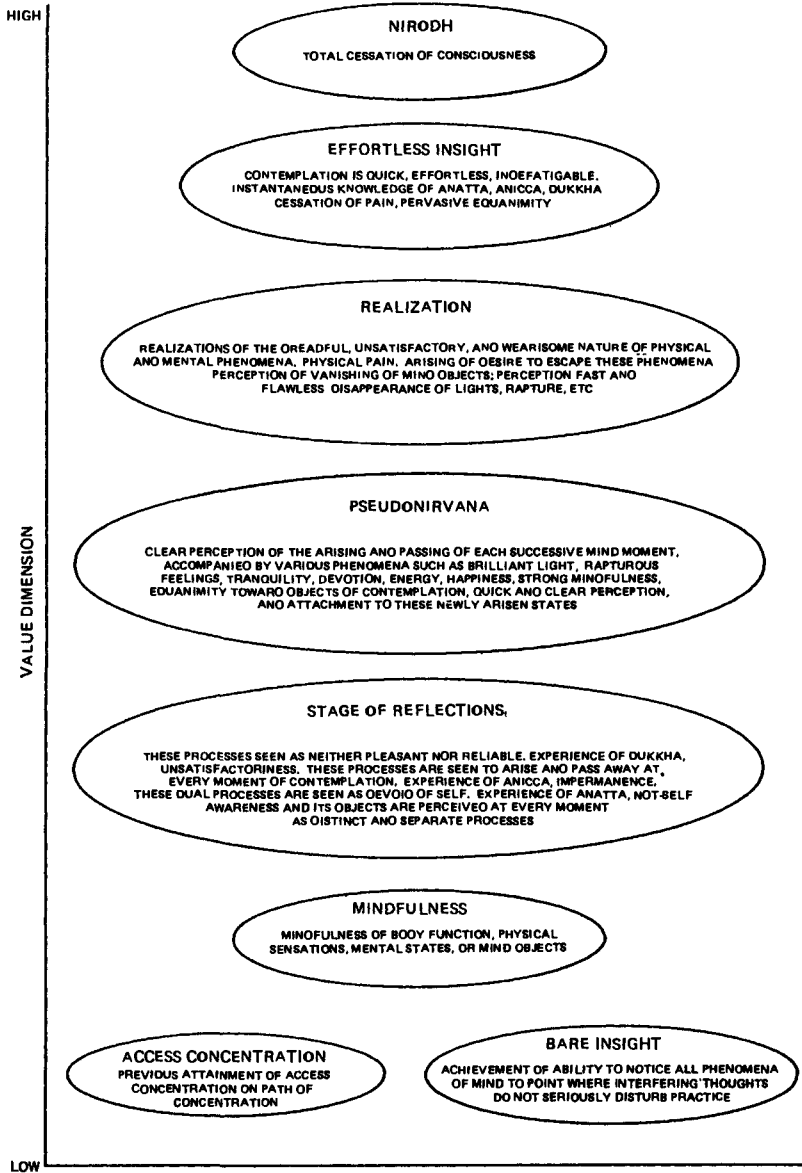 HIGH
NIRODH
TOTAL CESSATION OF CONSCIOUSNESS
EFFORTLESS INSIGHT
CONTEMPLATION IS QUICK, EFFORTLESS, INOEFATIGABLE.
INSTANTANEOUS KNOWLEDGE OF ANATTA, ANICCA, DUKKHA
CESSATION OF PAIN, PERVASIVE EQUANIMITY
REALIZATION
REALIZATIONS OF THE OREADFUL, UNSATISFACTORY, AND WEARISOME NATURE OF PHYSICAL
AND MENTAL PHENOMENA, PHYSICAL PAIN, ARISING OF OESIRE TO ESCAPE THESE PHENOMENA
PERCEPTION OF VANISHING OF MINO OBJECTS; PERCEPTION FAST AND
FLAWLESS OISAPPEARANCE OF LIGHTS, RAPTURE, ETC
PSEUDONIRVANA
CLEAR PERCEPTION OF THE ARISING AND PASSING OF EACH SUCCESSIVE MIND MOMENT,
ACCOMPANIEO BY VARIOUS PHENOMENA SUCH AS BRILLIANT LIGHT, RAPTUROUS
FEELINGS, TRANQUILITY, DEVOTION, ENERGY, HAPPINESS, STRONG MINOFULNESS,
EQUANIMITY TOWARO OBJECTS OF CONTEMPLATION, QUICK ANO CLEAR PERCEPTION,
AND ATTACHMENT TO THESE NEWLY ARISEN STATES
VALUE DIMENSION
STAGE OF REFLECTIONS
THESE PROCESSES SEEN AS NEITHER PLEASANT NOR RELIABLE. EXPERIENCE OF OUKKHA,
UNSATISFACTORINESS. THESE PROCESSES ARE SEEN TO ARISE ANO PASS AWAY AT
EVERY MOMENT OF CONTEMPLATION, EXPERIENCE OF ANICCA, IMPERMANENCE.
THESE DUAL PROCESSES ARE SEEN AS OEVOIO OF SELF. EXPERIENCE OF ANATTA, NOT-SELF
AWARENESS AND ITS OBJECTS ARE PERCEIVEO AT EVERY MOMENT
AS OISTINCT ANO SEPARATE PROCESSES
MINDFULNESS
MINOFULNESS OF BODY FUNCTION, PHYSICAL
SENSATIONS, MENTAL STATES, OR MIND OBJECTS
ACCESS CONCENTRATION
PREVIOUS ATTAINMENT OF ACCESS
CONCENTRATION ON PATH OF
CONCENTRATION
BARE INSIGHT
ACHIEVEMENT OF ABILITY TO NOTICE ALL PHENOMENA
OF MIND TO POINT WHERE INTERFERING THOUGHTS
DO NOT SERIOUSLY DISTURB PRACTICE
LOW